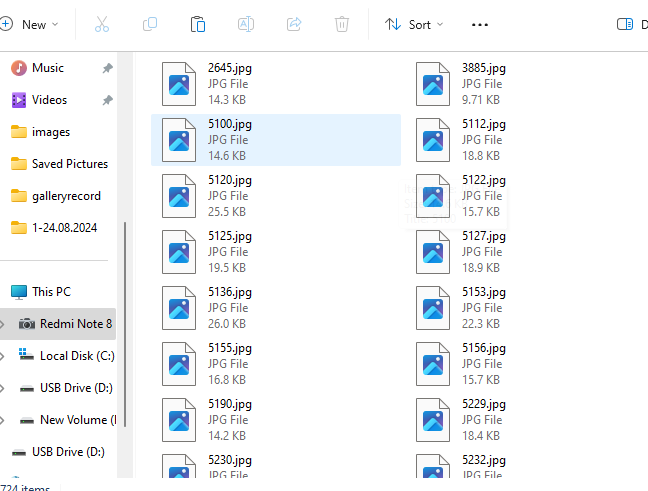 New
Sort
D
Music
Videos
images
Saved Pictures
galleryrecord
1-24.08.2024
This PC
Redmi Note 8
Local Disk (C:)
USB Drive (D:)
New Volume (
USB Drive (D:)
2645.jpg
JPG File
14.3 KB
3885.jpg
JPG File
9.71 KB
5100.jpg
JPG File
14.6 KB
5112.jpg
JPG File
18.8 KB
5120.jpg
JPG File
25.5 KB
5122.jpg
JPG File
15.7 KB
5125.jpg
JPG File
19.5 KB
5127.jpg
JPG File
18.9 KB
5136.jpg
JPG File
26.0 KB
5153.jpg
JPG File
22.3 KB
5155.jpg
JPG File
16.8 KB
5156.jpg
JPG File
15.7 KB
5190.jpg
JPG File
14.2 KB
5229.jpg
JPG File
18.4 KB
5230.jpg
JPG File
5232.jpg
JPG File
724 items